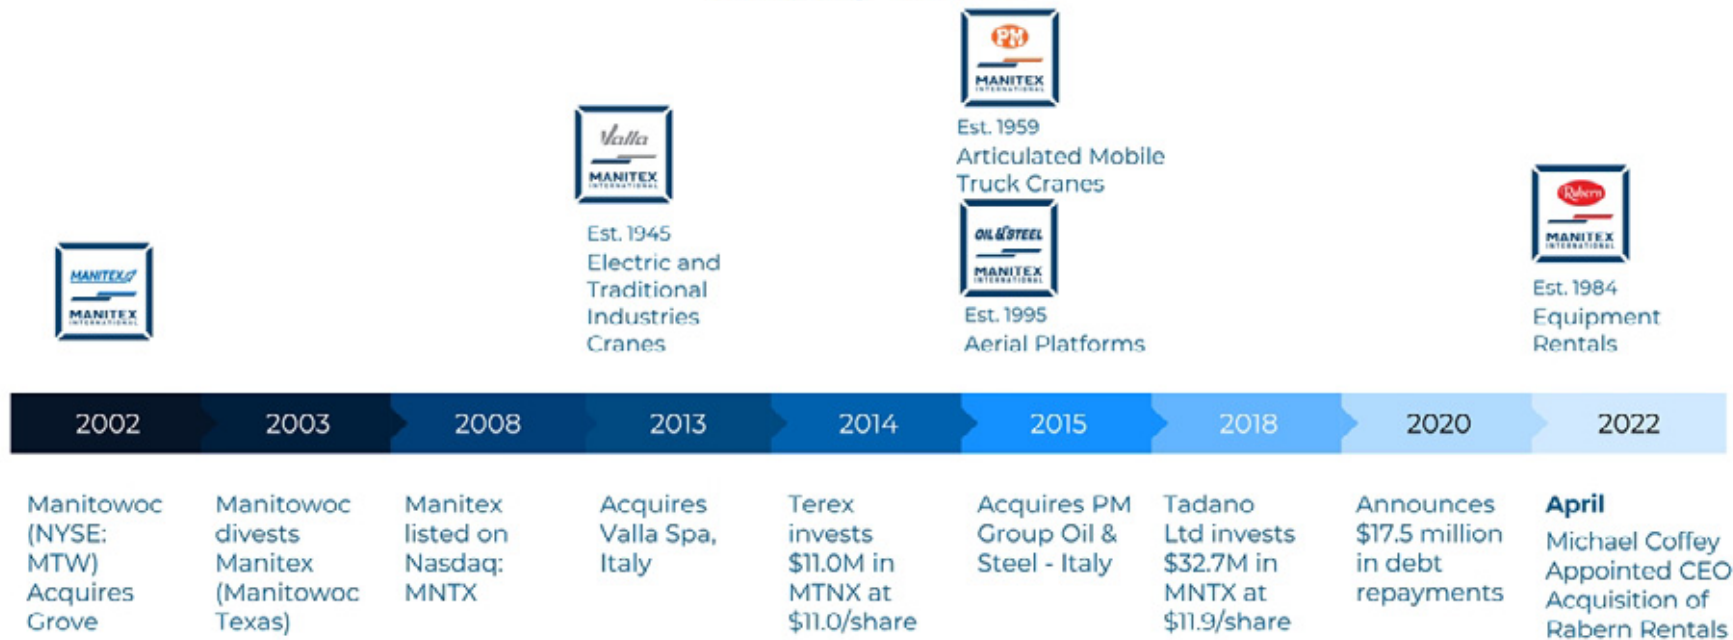 PM
MANITEX
INTERNATIONAL
Est. 1959
Articulated Mobile
Truck Cranes
Valla
MANITEX
INTERNATIONAL
Est. 1945
Electric and
Traditional
Industries
Cranes
OIL & STEEL
MANITEX
INTERNATIONAL
Est. 1995
Aerial Platforms
Rabern
MANITEX
INTERNATIONAL
Est. 1984
Equipment
Rentals
MANITEX
MANITEX
INTERNATIONAL
2002
2003
2008
2013
2014
2015
2018
2020
2022
Manitowoc
(NYSE:
MTW)
Acquires
Grove
Manitowoc
divests
Manitex
(Manitowoc
Texas)
Manitex
listed on
Nasdaq:
MNTX
Acquires
Valla Spa,
Italy
Terex
invests
$11.0M in
MTNX at
$11.0/share
Acquires PM
Group Oil &
Steel - Italy
Tadano
Ltd invests
$32.7M in
MNTX at
$11.9/share
Announces
$17.5 million
in debt
repayments
April
Michael Coffey
Appointed CEO
Acquisition of
Rabern Rentals